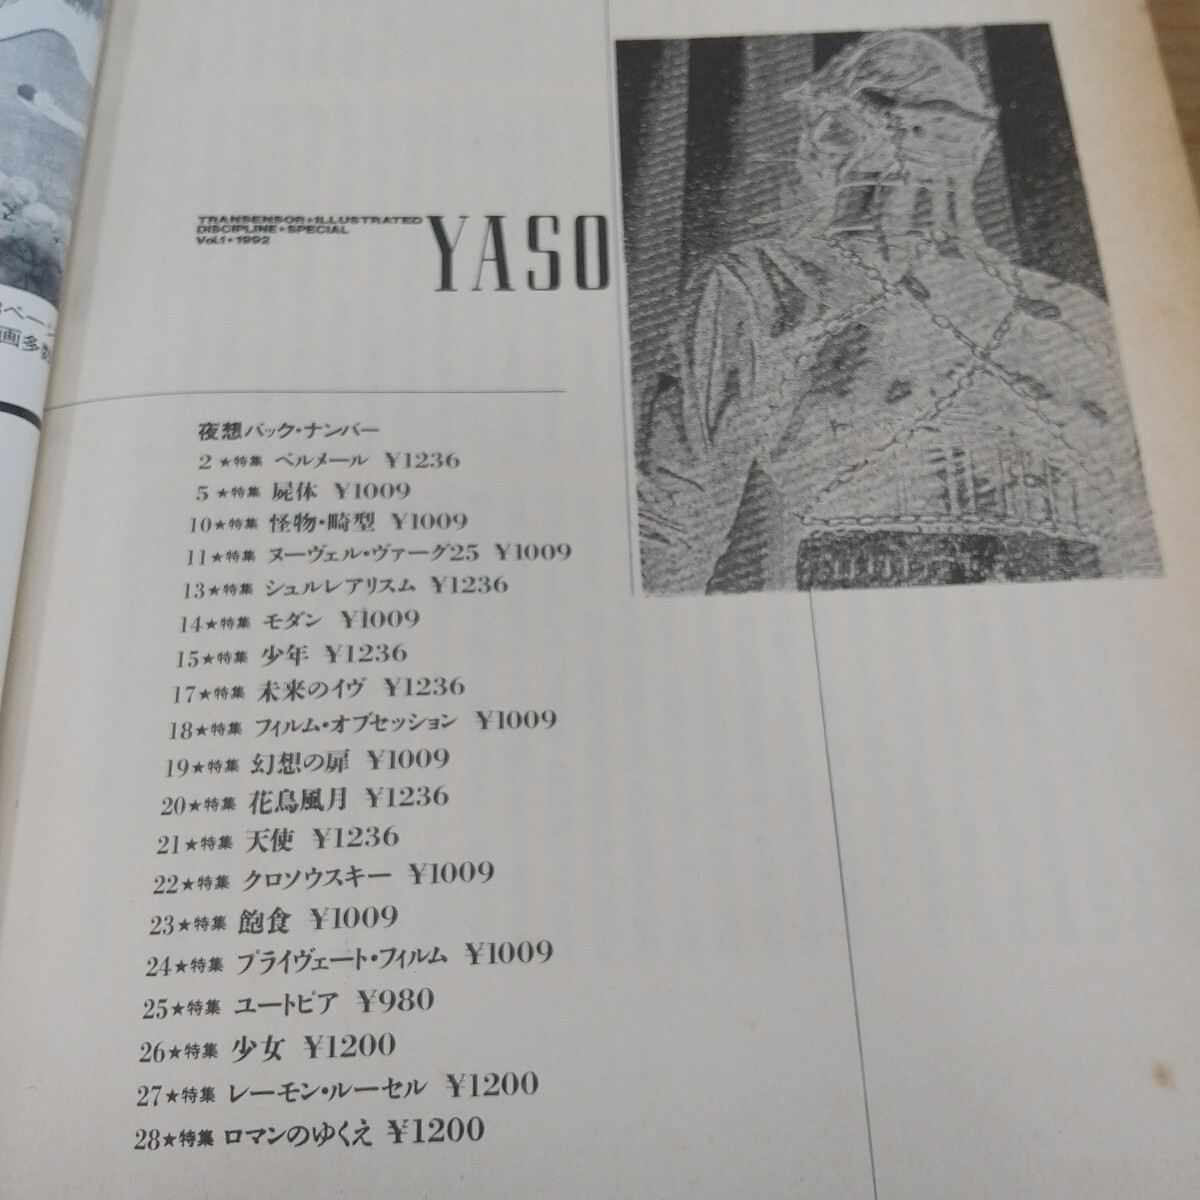 TRANSENSOR+ILLUSTRATED
DISCIPLINE+SPECIAL
Vol.1+1992
YASO
ページ
画多数
夜想バック・ナンバー
2★特集 ベルメール ¥1236
5★特集 屍体 ¥1009
10★特集 怪物・畸型 ¥1009
11★特集 ヌーヴェル・ヴァーグ25 ¥1009
13★特集 シュルレアリスム ¥1236
14★特集 モダン ¥1009
15★特集 少年 ¥1236
17★特集 未来のイヴ ¥1236
18★特集 フィルム・オブセッション ¥1009
19★特集 幻想の扉 ¥1009
20★特集 花鳥風月 ¥1236
21★特集 天使 ¥1236
22★特集 クロソウスキー ¥1009
23★特集 飽食 ¥1009
24★特集 プライヴェート・フィルム ¥1009
25★特集 ユートピア ¥980
26★特集 少女 ¥1200
27★特集 レーモン・ルーセル ¥1200
28★特集 ロマンのゆくえ ¥1200